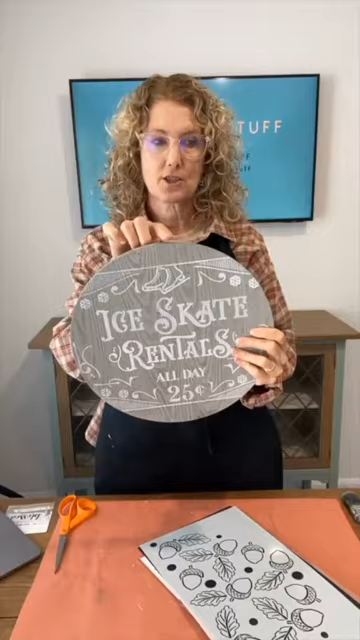 TUFF
ICE SKATE
RENTALS
ALL DAY
25¢